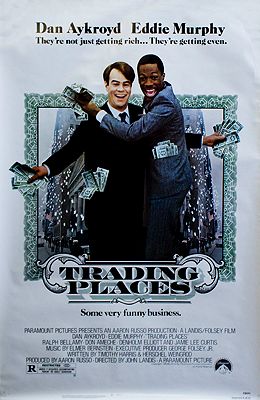 Dan Aykroyd Eddie Murphy
They're not just getting rich... They're getting even.
TRADING
PLACES
Some very funny business.
PARAMOUNT PICTURES PRESENTS AN AARON RUSSO PRODUCTION · A LANDIS/FOLSEY FILM
DAN AYKROYD · EDDIE MURPHY · "TRADING PLACES"
RALPH BELLAMY · DON AMECHE · DENHOLM ELLIOTT AND JAMIE LEE CURTIS
MUSIC BY ELMER BERNSTEIN · EXECUTIVE PRODUCER GEORGE FOLSEY, JR.
WRITTEN BY TIMOTHY HARRIS & HERSCHEL WEINGROD
PRODUCED BY AARON RUSSO · DIRECTED BY JOHN LANDIS · A PARAMOUNT PICTURE
R RESTRICTED